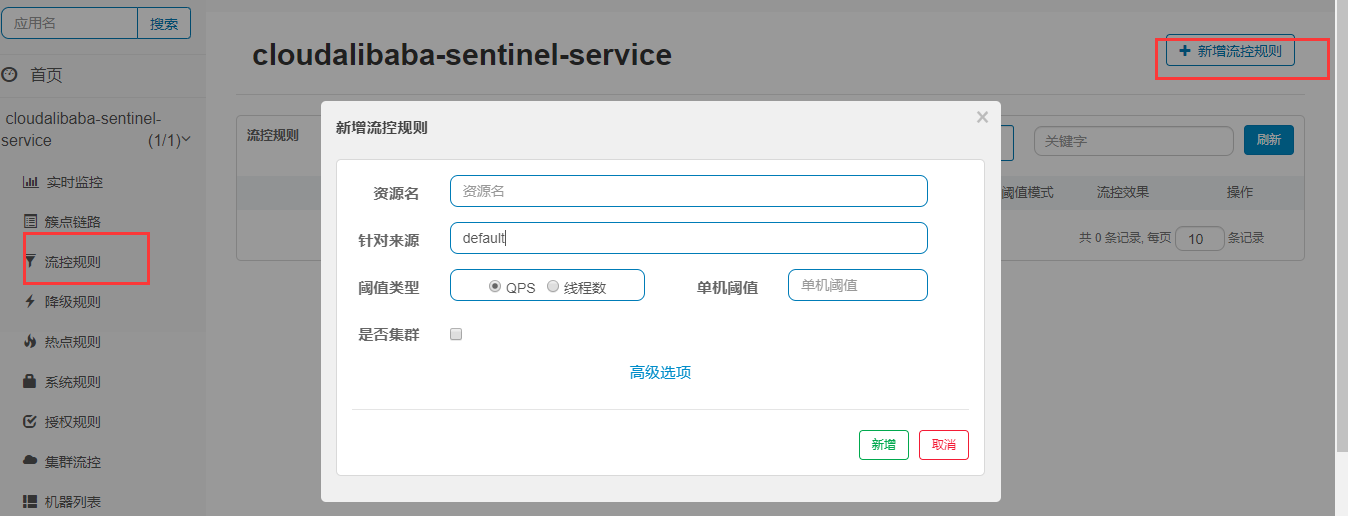 应用名 搜索
首页
cloudalibaba-sentinel-
service (1/1)
实时监控
簇点链路
流控规则
降级规则
热点规则
系统规则
授权规则
集群流控
机器列表
cloudalibaba-sentinel-service
+ 新增流控规则
流控规则 关键字 刷新
阈值模式 流控效果 操作
共 0 条记录, 每页 10 条记录
新增流控规则 ×
资源名 资源名
针对来源 default
阈值类型 QPS 线程数 单机阈值 单机阈值
是否集群
高级选项
新增 取消